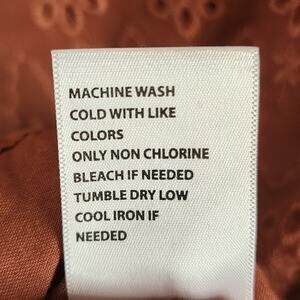 MACHINE WASH
COLD WITH LIKE
COLORS
ONLY NON CHLORINE
BLEACH IF NEEDED
TUMBLE DRY LOW
COOL IRON IF
NEEDED